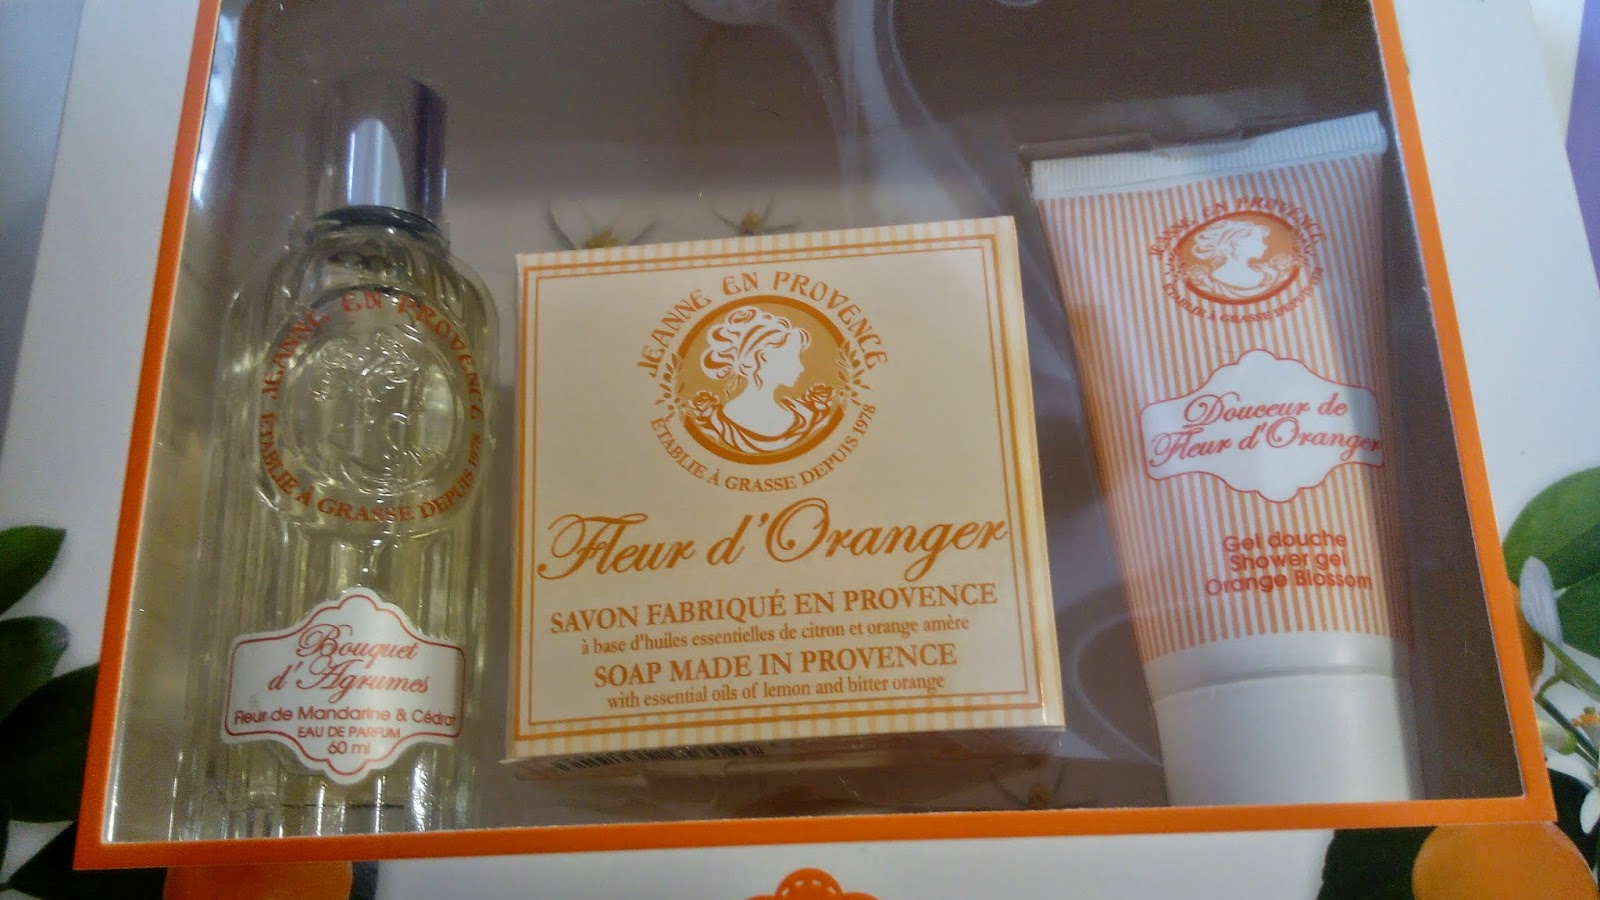 JEANNE EN PROVENCE
ÉTABLIE À GRASSE DEPUIS 1978
Bouquet
d'Agrumes
Fleur de Mandarine & Cédrat
EAU DE PARFUM
60 ml
JEANNE EN PROVENCE
ÉTABLIE À GRASSE DEPUIS 1978
Fleur d'Oranger
SAVON FABRIQUÉ EN PROVENCE
à base d'huiles essentielles de citron et orange amère
SOAP MADE IN PROVENCE
with essential oils of lemon and bitter orange
JEANNE EN PROVENCE
ÉTABLIE À GRASSE DEPUIS 1978
Douceur de
Fleur d'Oranger
Gel douche
Shower gel
Orange Blossom